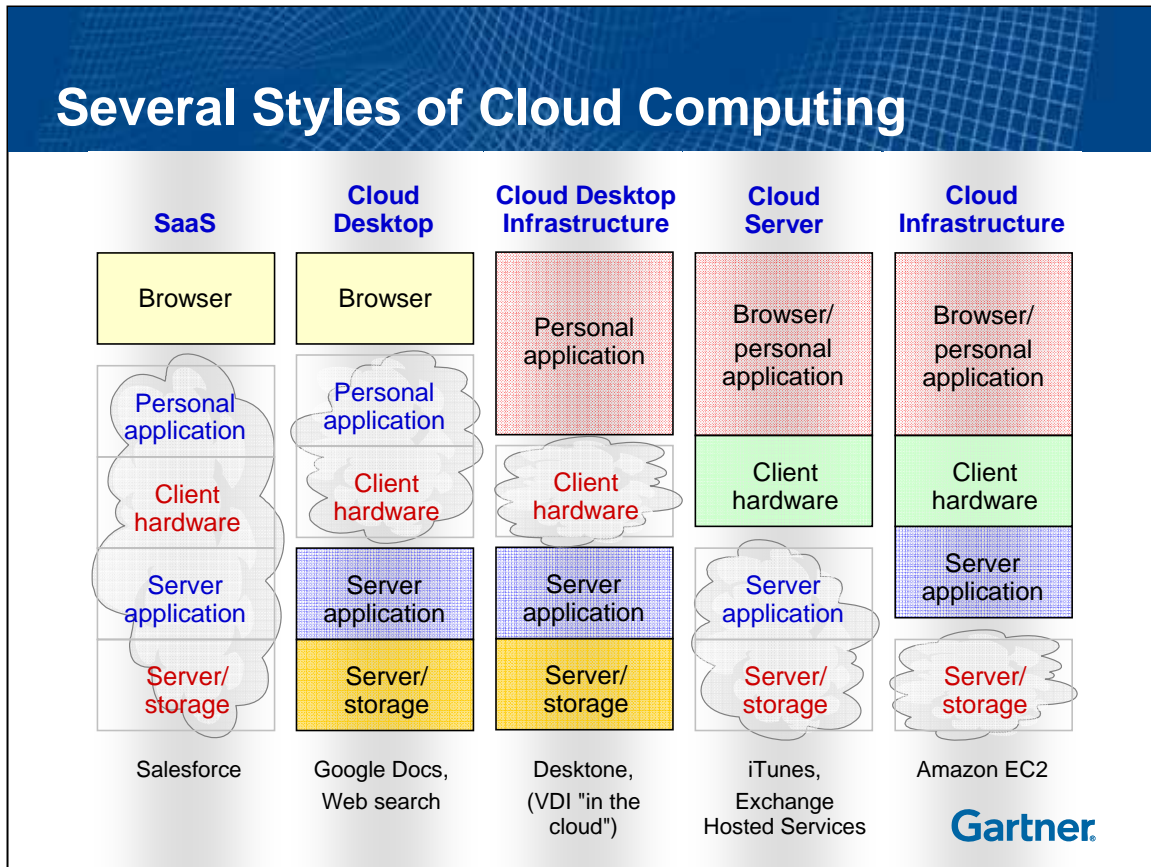 Several Styles of Cloud Computing
SaaS
Browser
Personal
application
Client
hardware
Server
application
Server/
storage
Salesforce
Cloud
Desktop
Browser
Personal
application
Client
hardware
Server
application
Server/
storage
Google Docs,
Web search
Cloud Desktop
Infrastructure
Personal
application
Client
hardware
Server
application
Server/
storage
Desktone,
(VDI "in the
cloud")
Cloud
Server
Browser/
personal
application
Client
hardware
Server
application
Server/
storage
iTunes,
Exchange
Hosted Services
Cloud
Infrastructure
Browser/
personal
application
Client
hardware
Server
application
Server/
storage
Amazon EC2
Gartner®